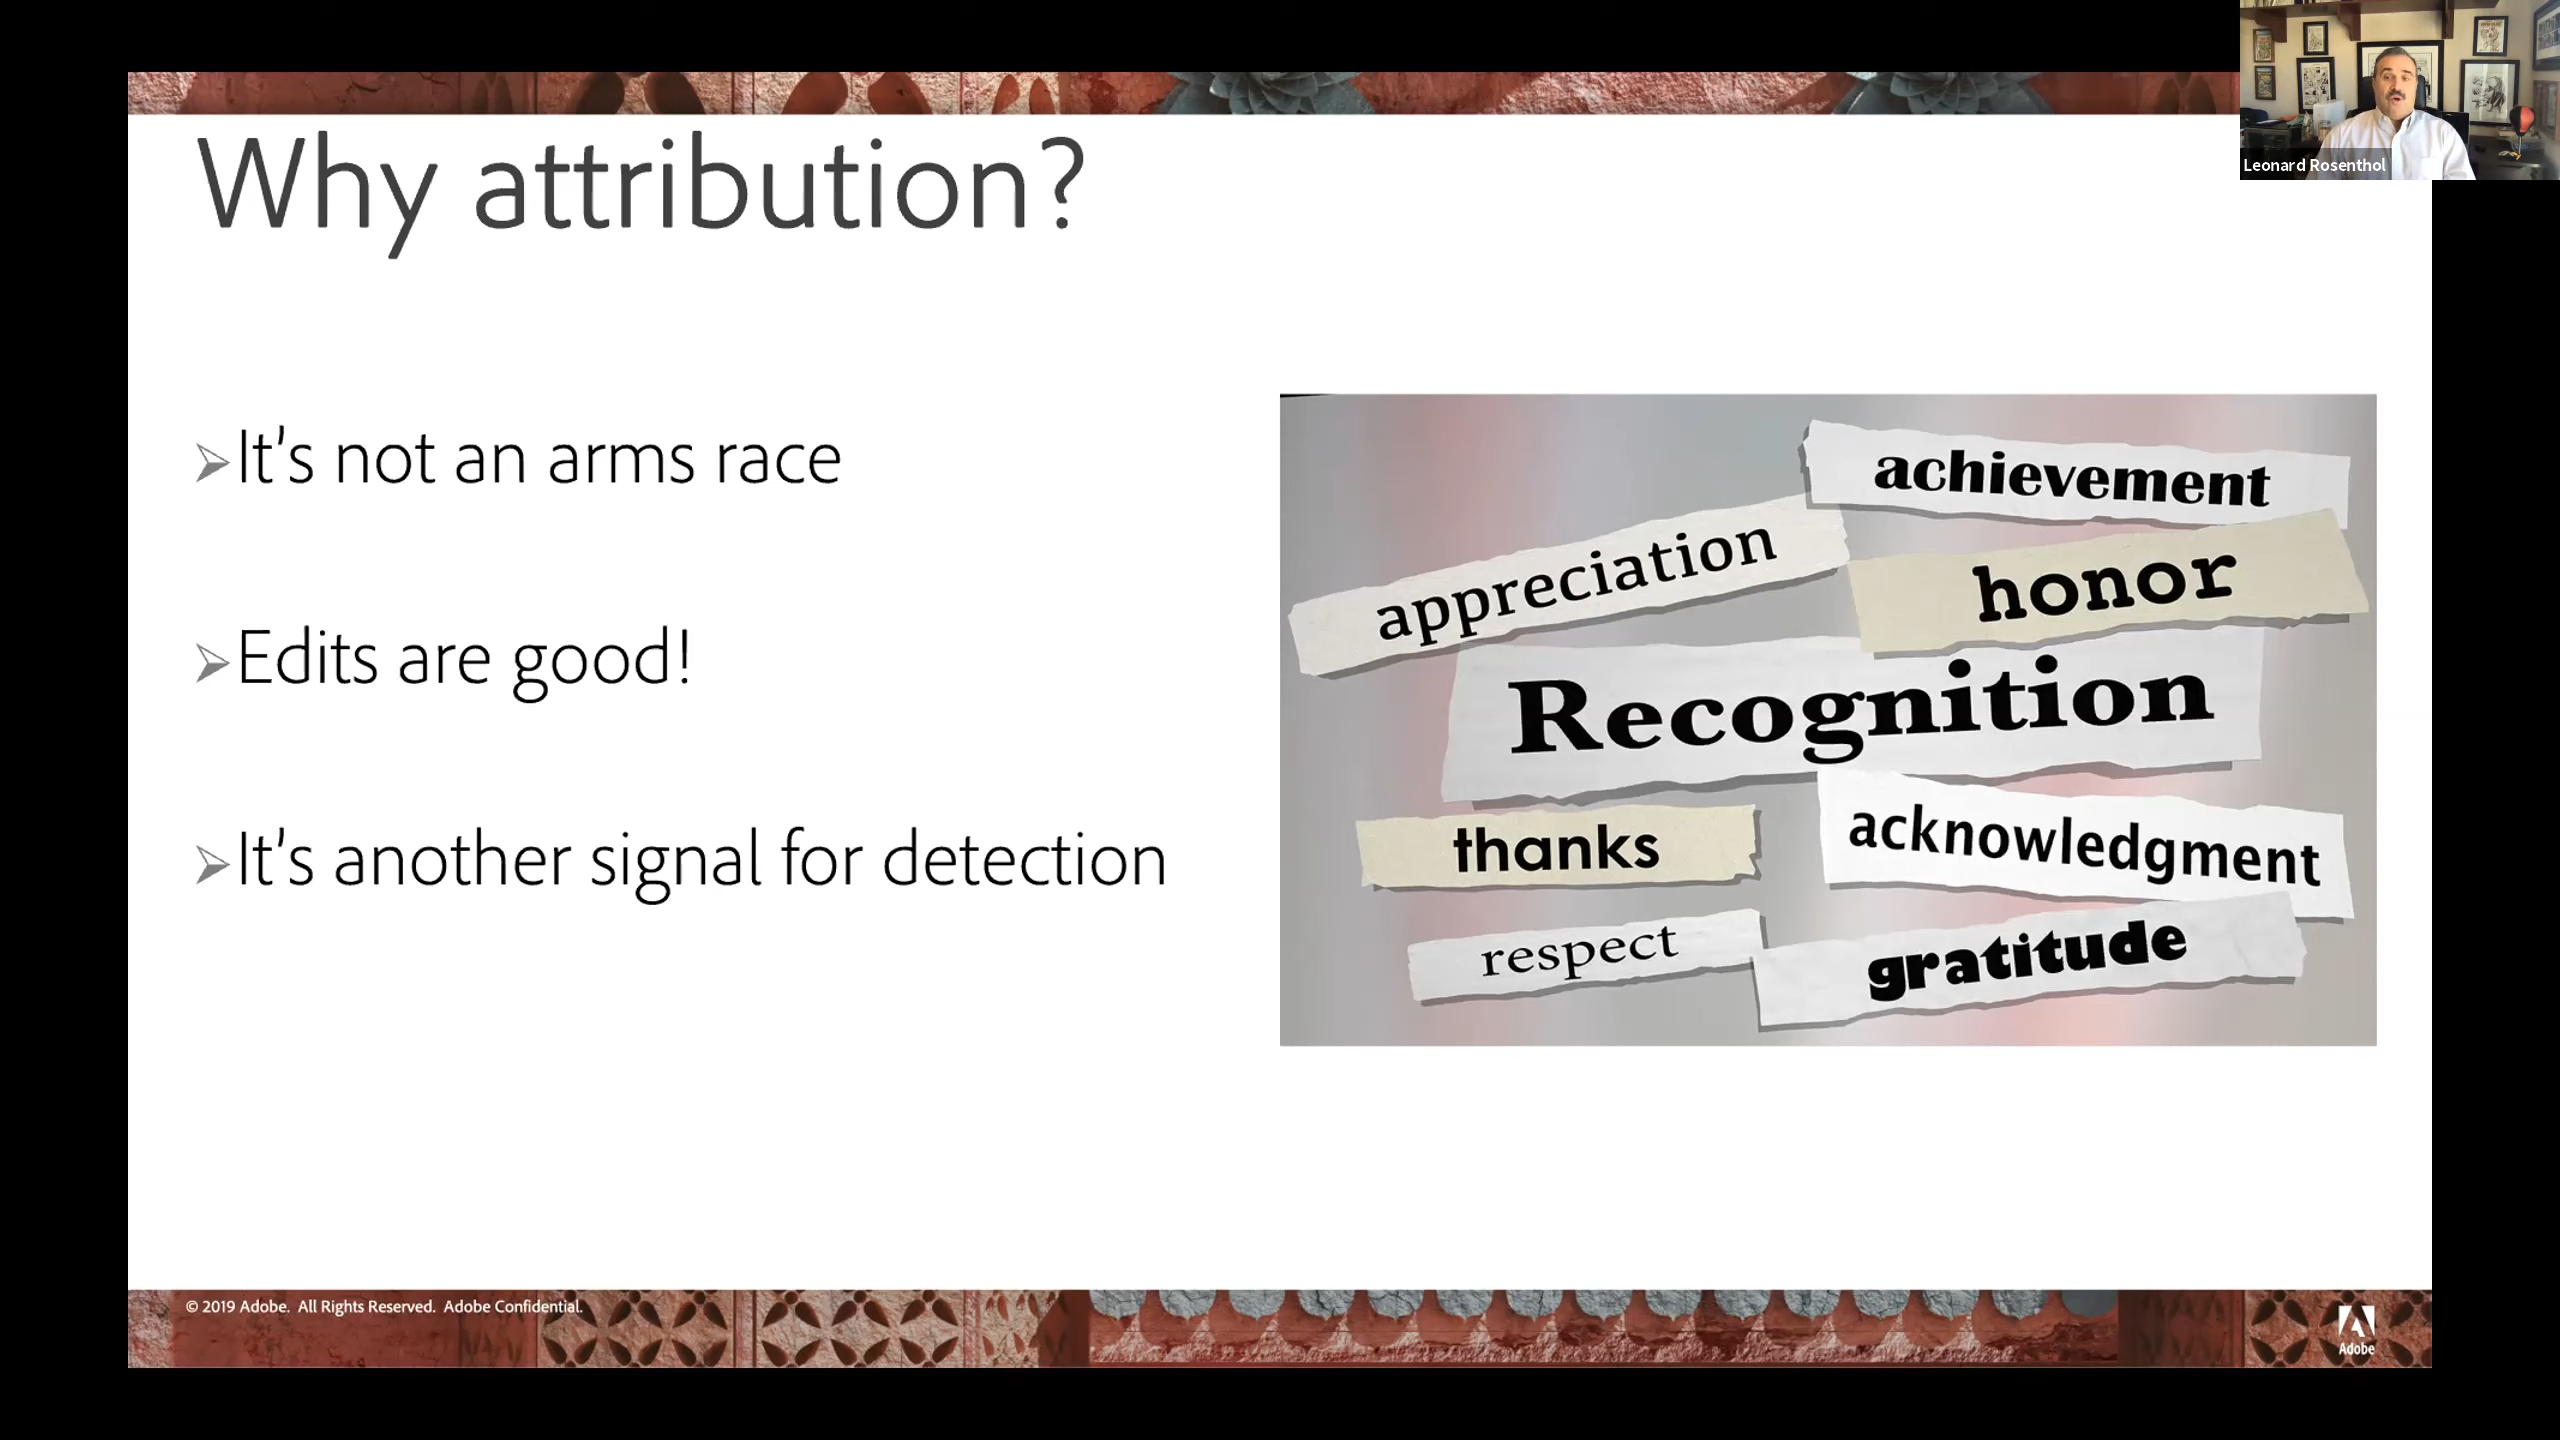 Leonard Rosenthol
Why attribution?
It's not an arms race
Edits are good!
It's another signal for detection
achievement
appreciation
honor
Recognition
thanks
acknowledgment
respect
gratitude
© 2019 Adobe. All Rights Reserved. Adobe Confidential.
Adobe